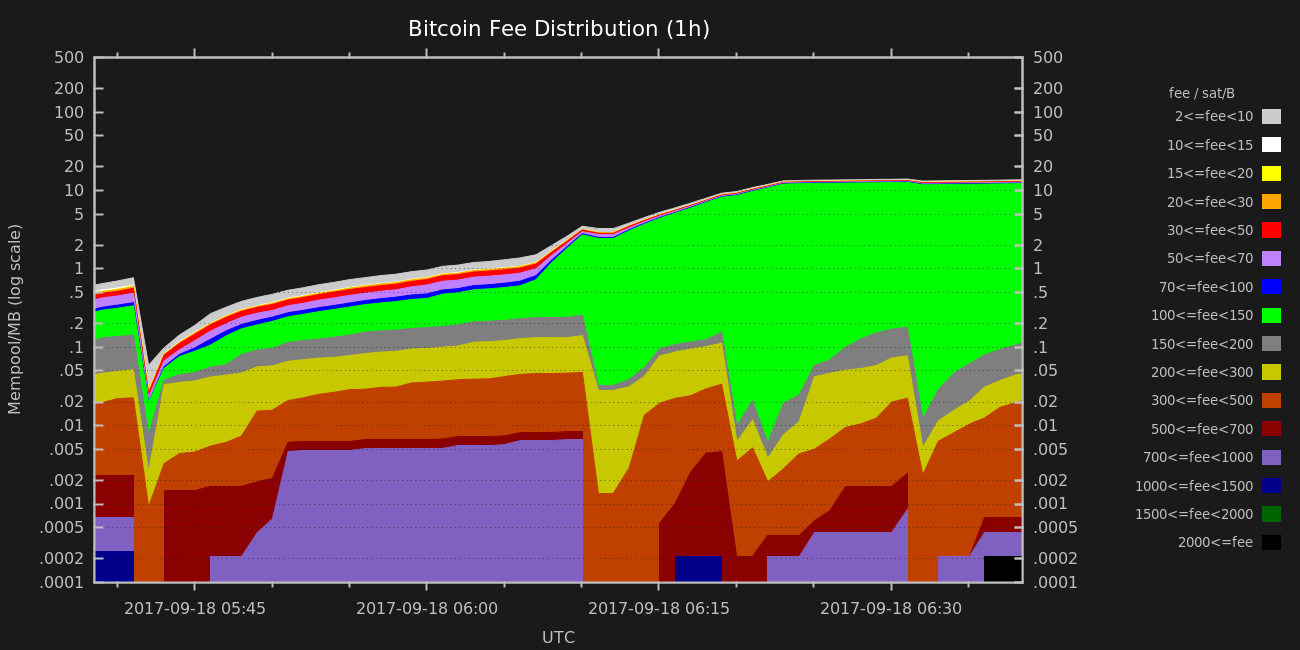 Bitcoin Fee Distribution (1h)
Mempool/MB (log scale)
500
200
100
50
20
10
5
2
1
.5
.2
.1
.05
.02
.01
.005
.002
.001
.0005
.0002
.0001
500
200
100
50
20
10
5
2
1
.5
.2
.1
.05
.02
.01
.005
.002
.001
.0005
.0002
.0001
2017-09-18 05:45
2017-09-18 06:00
2017-09-18 06:15
2017-09-18 06:30
UTC
fee / sat/B
2<=fee<10
10<=fee<15
15<=fee<20
20<=fee<30
30<=fee<50
50<=fee<70
70<=fee<100
100<=fee<150
150<=fee<200
200<=fee<300
300<=fee<500
500<=fee<700
700<=fee<1000
1000<=fee<1500
1500<=fee<2000
2000<=fee